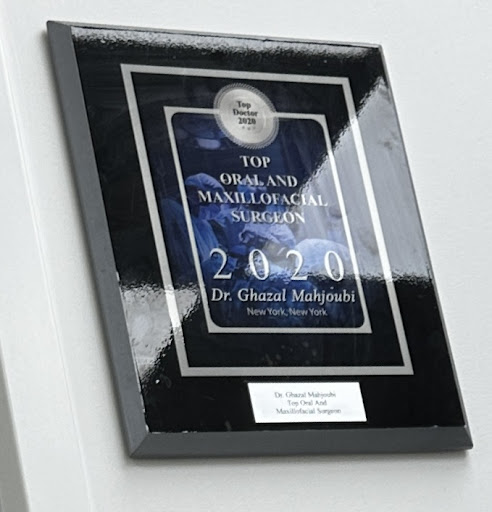 Top
Doctor
2020
TOP
ORAL AND
MAXILLOFACIAL
SURGEON
2020
Dr. Ghazal Mahjoubi
New York, New York
Dr. Ghazal Mahjoubi
Top Oral And
Maxillofacial Surgeon